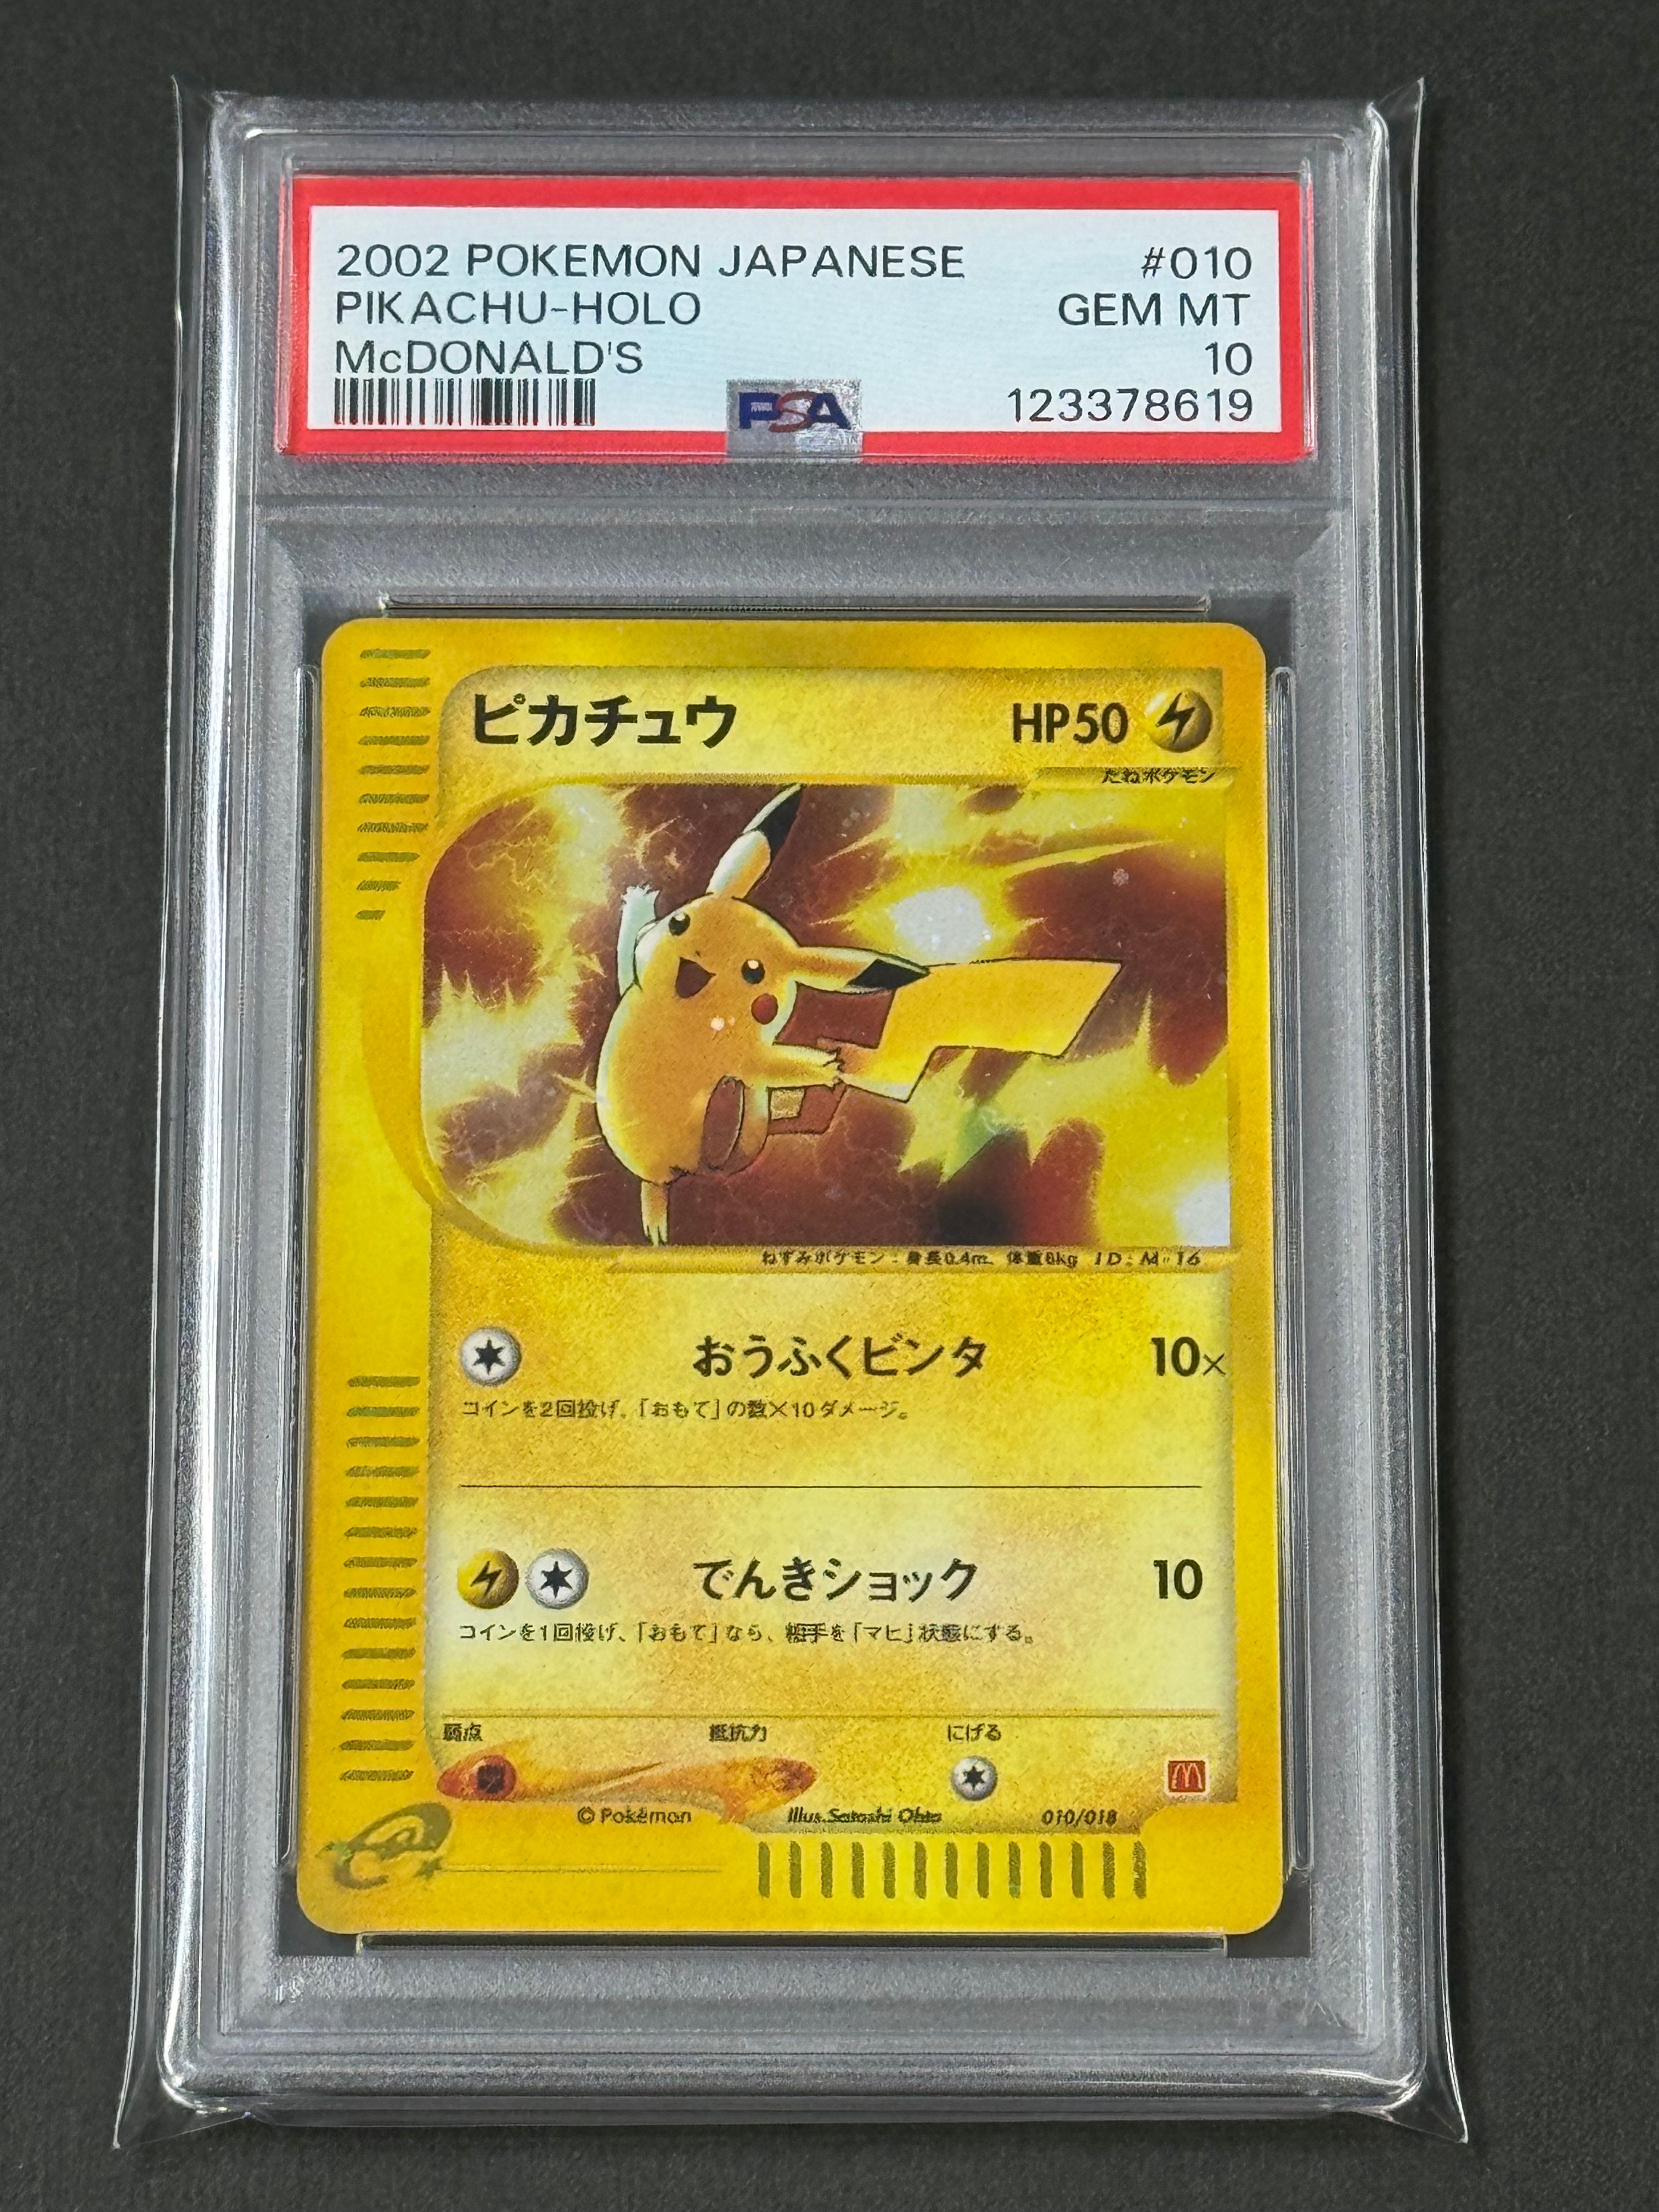 2002 POKEMON JAPANESE #010
PIKACHU-HOLO GEM MT
McDONALD'S 10
PSA 123378619
ピカチュウ HP50
たねポケモン
ねずみポケモン：身長0.4m、体重6kg ID：M-16
おうふくビンタ 10×
コインを2回投げ、「おもて」の数×10ダメージ。
でんきショック 10
コインを1回投げ、「おもて」なら、相手を「マヒ」状態にする。
弱点 抵抗力 にげる
© Pokémon Illus. Satoshi Ohta 010/018